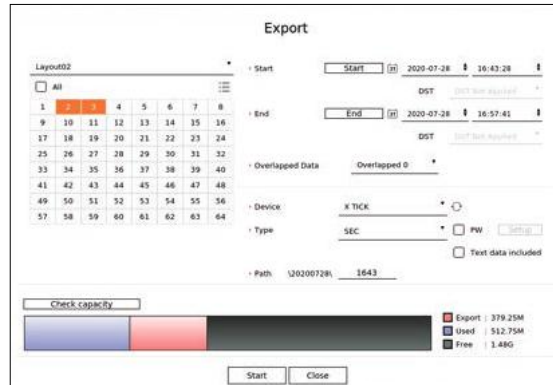 Export
Layout02
All
1 2 3 4 5 6 7 8
9 10 11 12 13 14 15 16
17 18 19 20 21 22 23 24
25 26 27 28 29 30 31 32
33 34 35 36 37 38 39 40
41 42 43 44 45 46 47 48
49 50 51 52 53 54 55 56
57 58 59 60 61 62 63 64
Start Start 2020-07-28 16:43:28
DST DST Not Applied
End End 2020-07-28 16:57:41
DST DST Not Applied
Overlapped Data Overlapped 0
Device X TICK
Type SEC PW Setup
Text data included
Path \20200728\ 1643
Check capacity
Export : 379.25M
Used : 512.75M
Free : 1.48G
Start Close